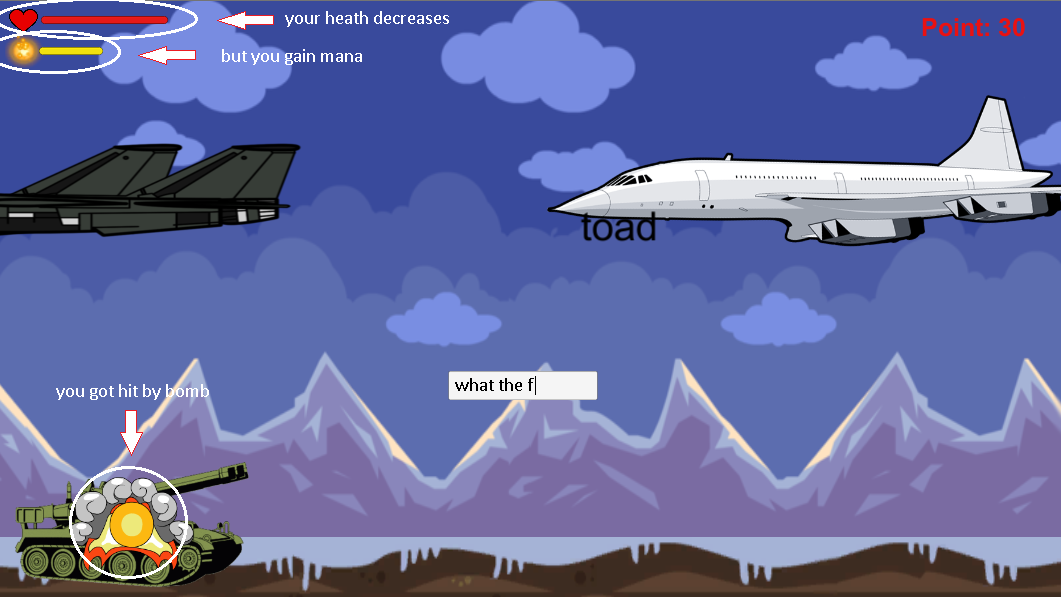 your heath decreases
Point: 30
but you gain mana
toad
what the f
you got hit by bomb